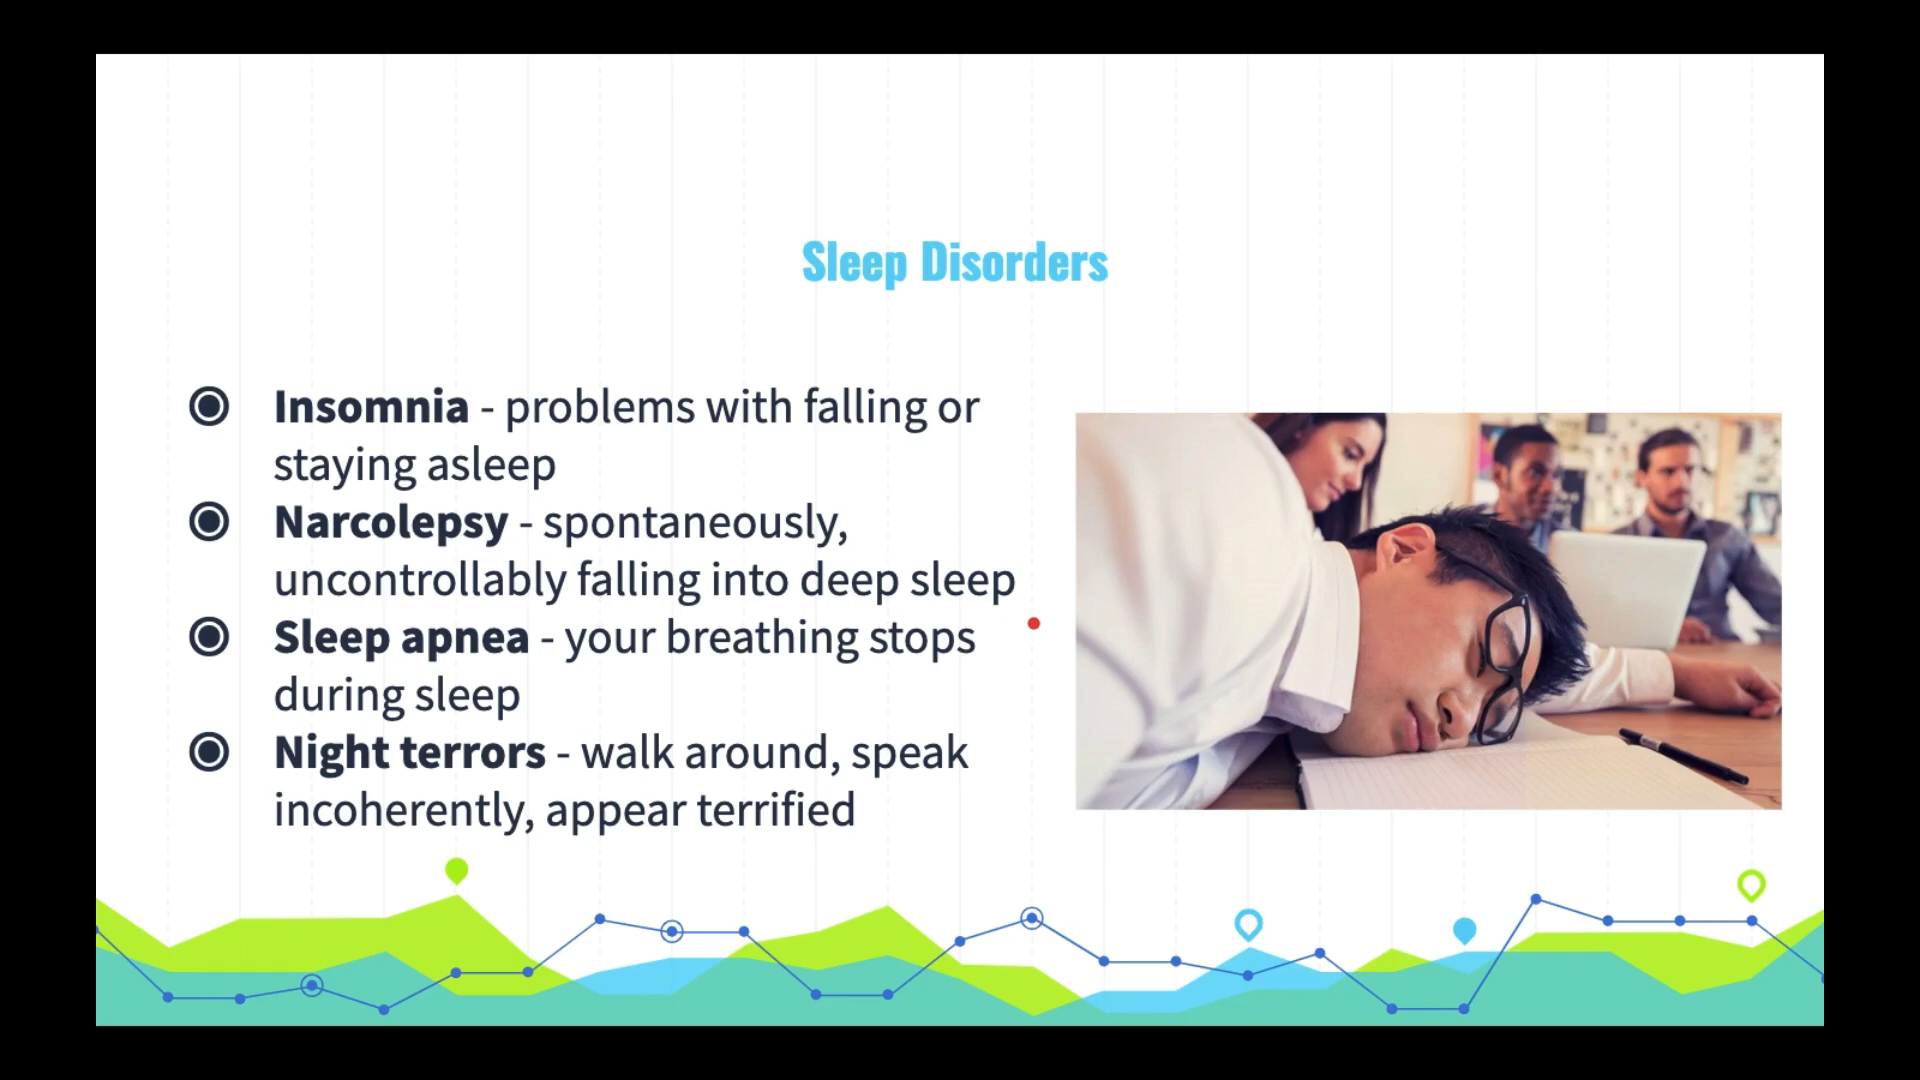 Sleep Disorders
Insomnia - problems with falling or
staying asleep
Narcolepsy - spontaneously,
uncontrollably falling into deep sleep
Sleep apnea - your breathing stops
during sleep
Night terrors - walk around, speak
incoherently, appear terrified